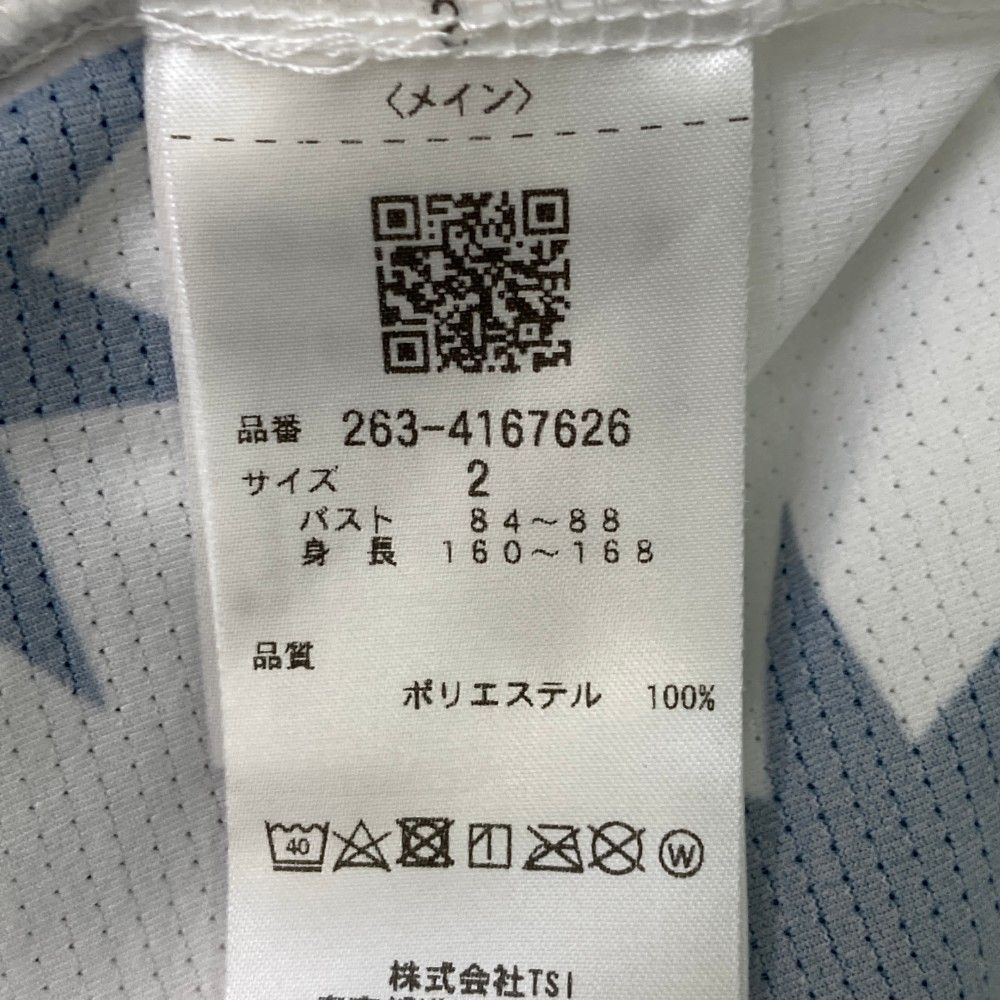 〈メイン〉
品番 263-4167626
サイズ 2
バスト 84～88
身長 160～168
品質
ポリエステル 100%
40
W
株式会社TSI